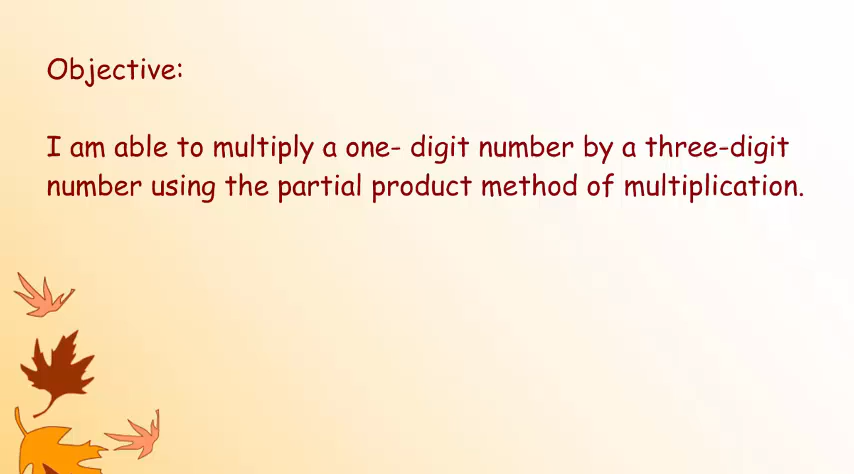 Objective:
I am able to multiply a one- digit number by a three-digit
number using the partial product method of multiplication.